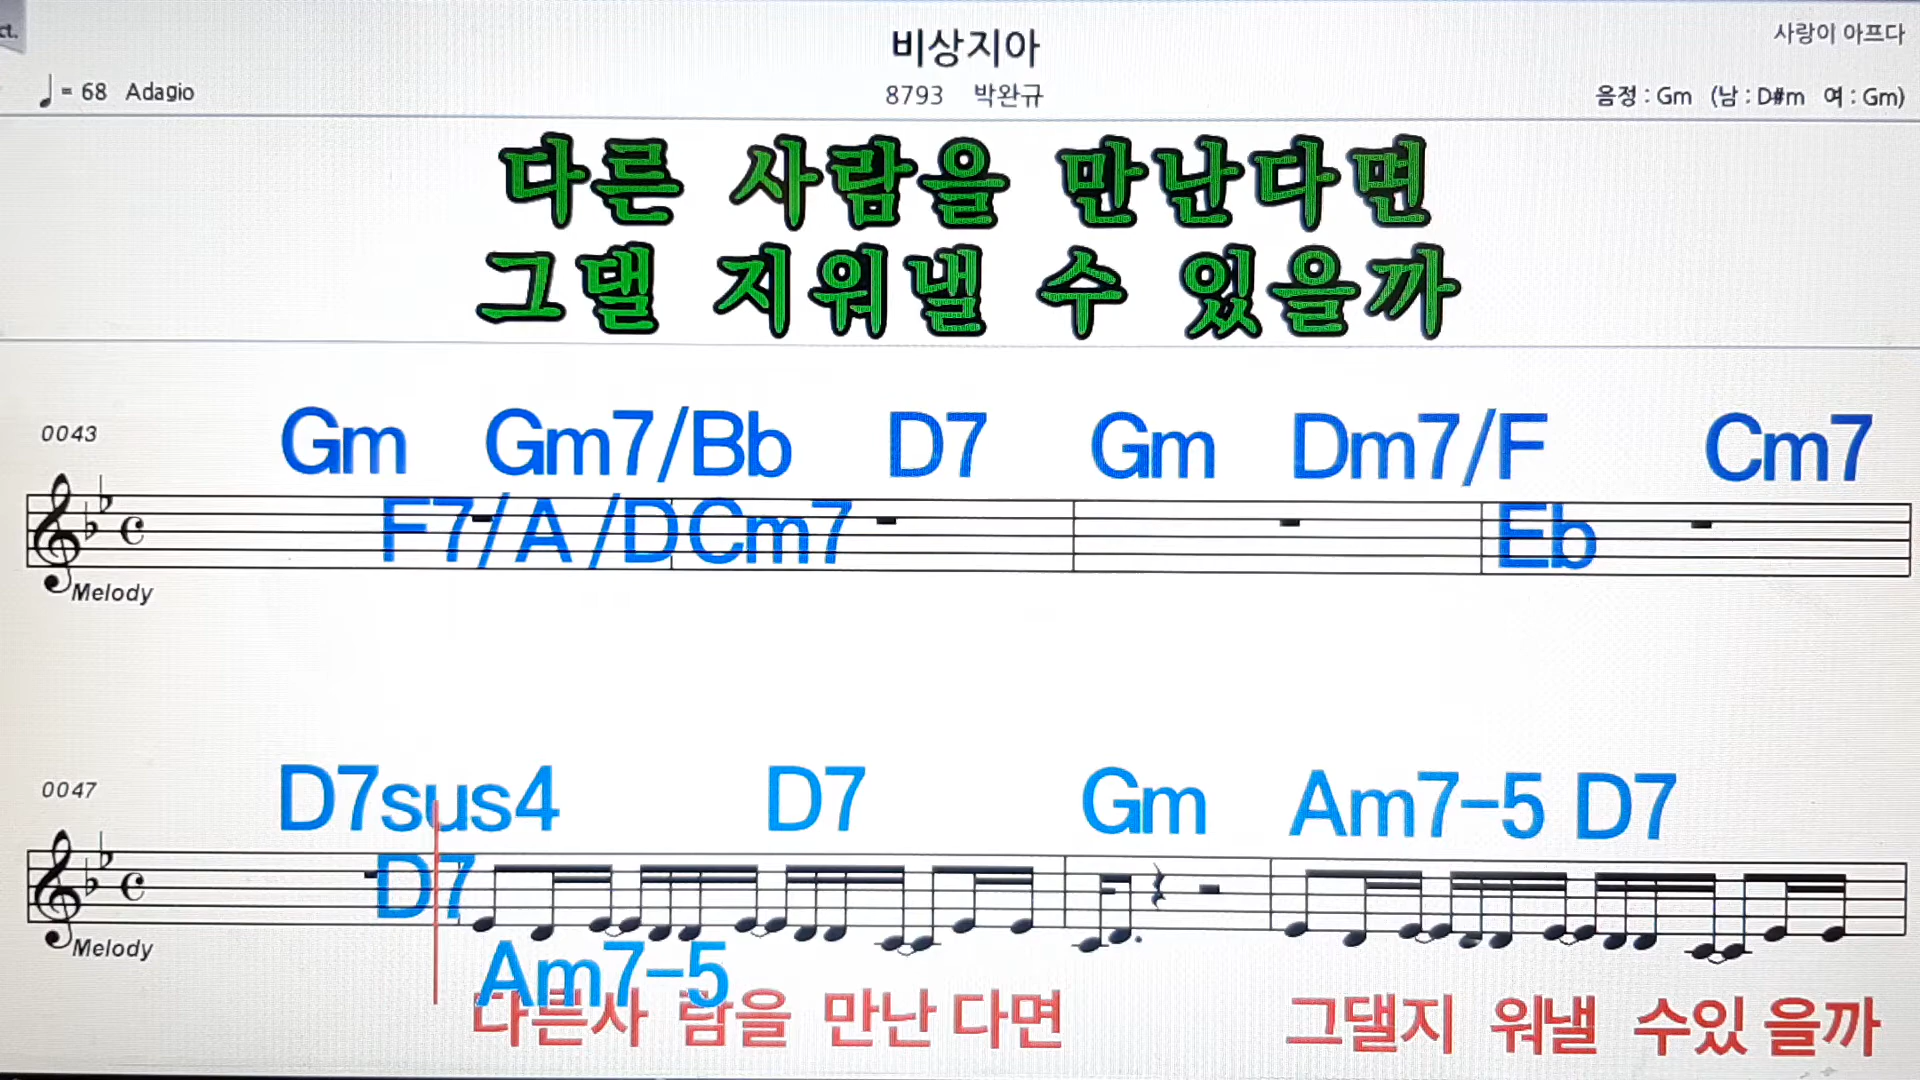 ct.
비상지아
사랑이 아프다
= 68 Adagio
8793 박완규
음정 : Gm (남 : D#m 여 : Gm)
다른 사람을 만난다면
그댈 지워낼 수 있을까
0043
Gm Gm7/Bb D7 Gm Dm7/F Cm7
F7/A /D Cm7 Eb
Melody
0047
D7sus4 D7 Gm Am7-5 D7
D7
Melody
Am7-5
다른사 람을 만난 다면 그댈지 워낼 수있 을까